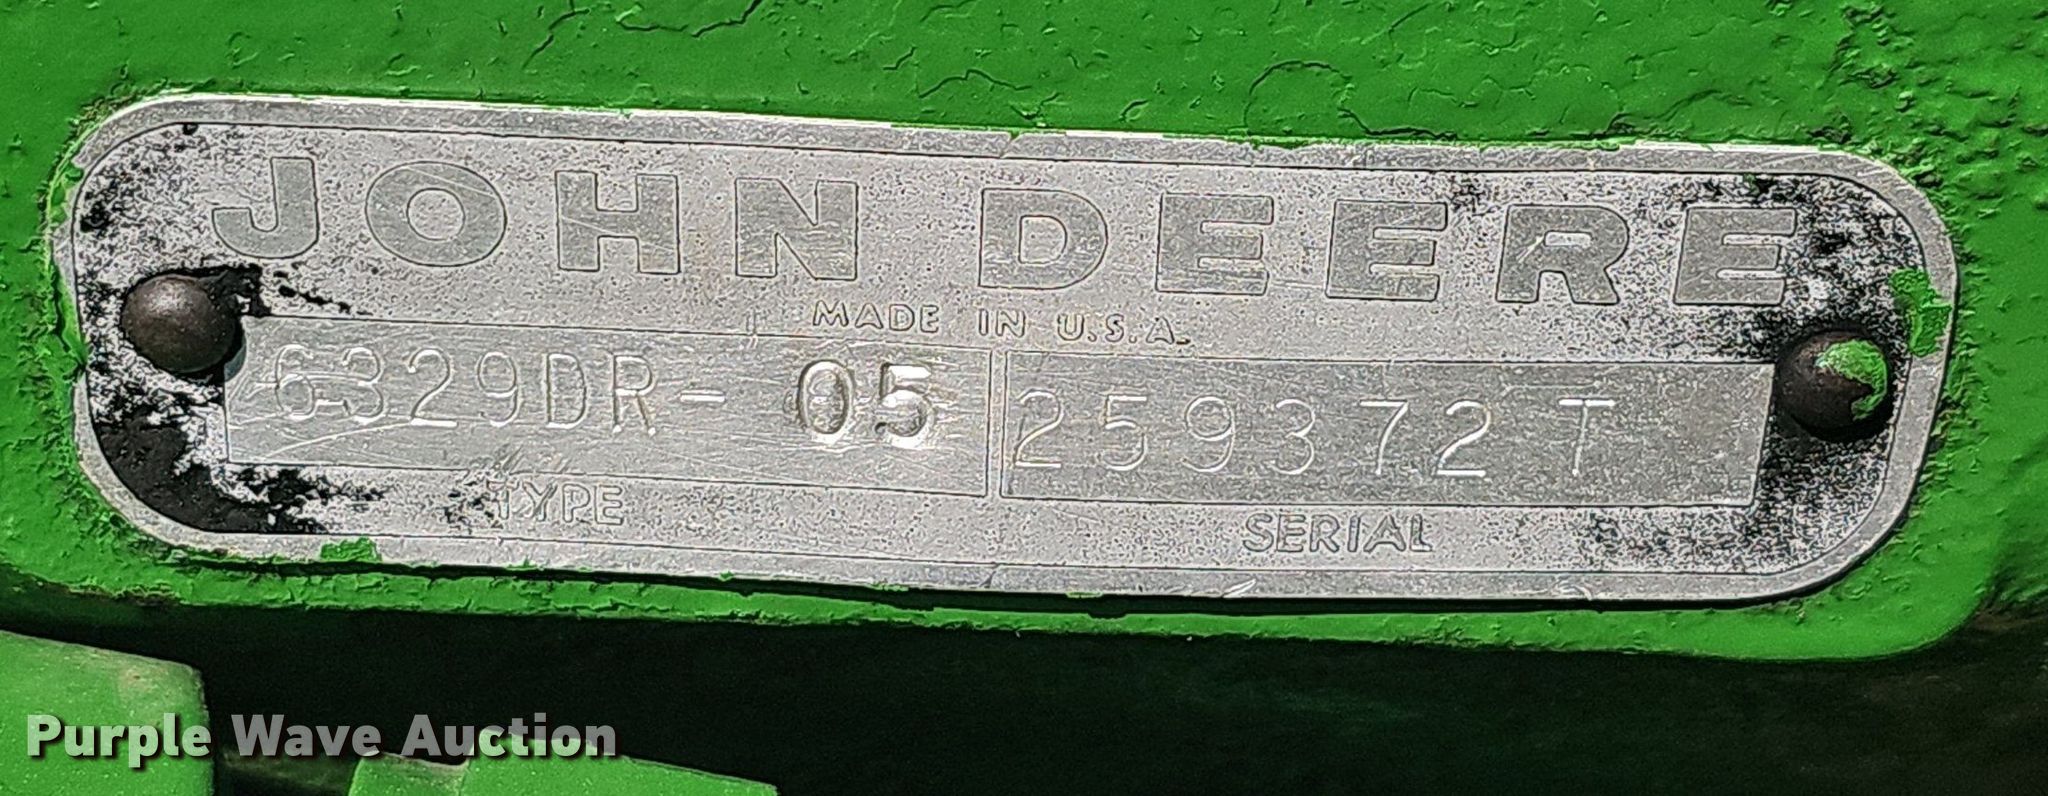 JOHN DEERE
MADE IN U.S.A.
6329DR- 05 259372T
TYPE SERIAL
Purple Wave Auction